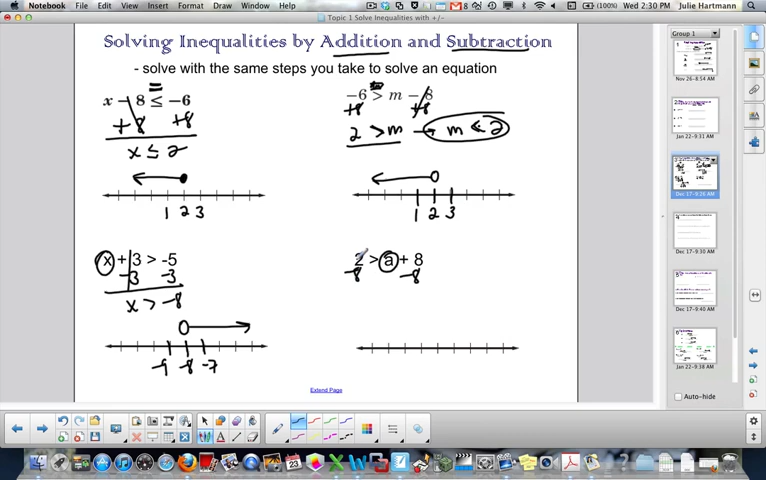 Notebook File Edit View Insert Format Draw Window Help
(100%) Wed 2:30 PM Julie Hartmann
Topic 1 Solve Inequalities with +/-
Solving Inequalities by Addition and Subtraction
- solve with the same steps you take to solve an equation
x - 8 ≤ -6
+8 +8
x ≤ 2
1 2 3
-6 > m - 8
+8 +8
2 > m → m < 2
1 2 3
x + 3 > -5
-3 -3
x > -8
-9 -8 -7
2 > a + 8
-8 -8
Extend Page
Group 1
Nov 26-8:54 AM
Jan 22-9:31 AM
Dec 17-9:26 AM
Dec 17-9:30 AM
Dec 17-9:40 AM
Jan 22-9:38 AM
Auto-hide